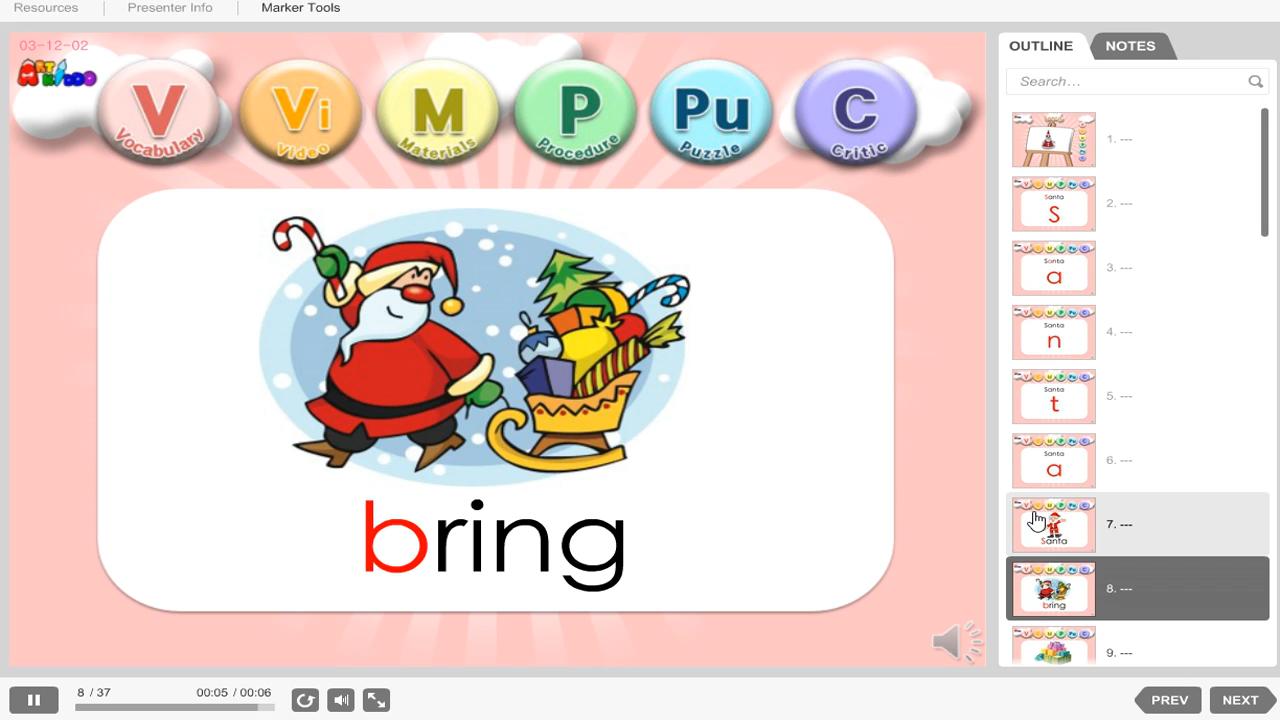 Resources Presenter Info Marker Tools
03-12-02
ART KIDOO
V Vocabulary
Vi Video
M Materials
P Procedure
Pu Puzzle
C Critic
bring
8 / 37 00:05 / 00:06
OUTLINE NOTES
Search...
1. ---
Santa
S
2. ---
Santa
a
3. ---
Santa
n
4. ---
Santa
t
5. ---
Santa
a
6. ---
Santa
7. ---
bring
8. ---
9. ---
PREV NEXT